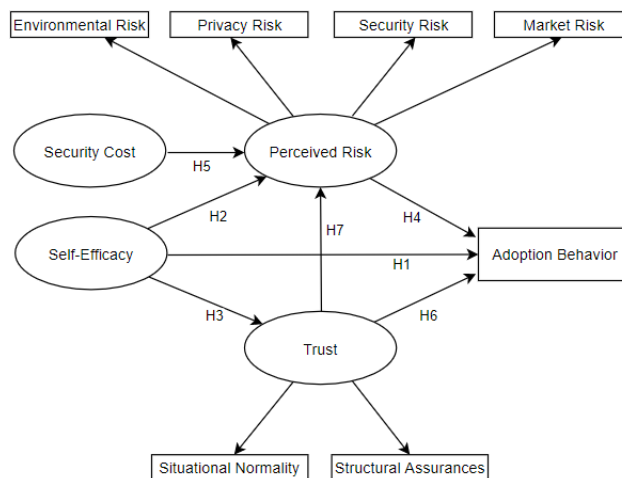 Environmental Risk
Privacy Risk
Security Risk
Market Risk
Security Cost
Perceived Risk
H5
H2
H4
H7
Self-Efficacy
Adoption Behavior
H1
H3
H6
Trust
Situational Normality
Structural Assurances